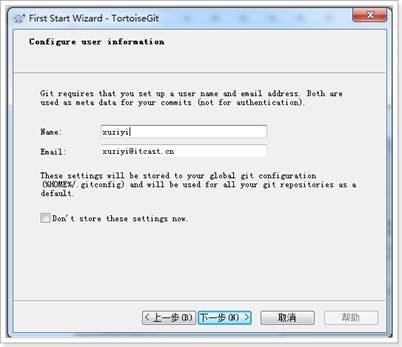 First Start Wizard - TortoiseGit
Configure user information
Git requires that you set up a user name and email address. Both are
used as meta data for your commits (not for authentication).
Name: xuziyi
Email: xuziyi@itcast.cn
These settings will be stored to your global git configuration
(%HOME%/.gitconfig) and will be used for all your git repositories as a
default.
Don't store these settings now.
< 上一步(B) 下一步(N) > 取消 帮助